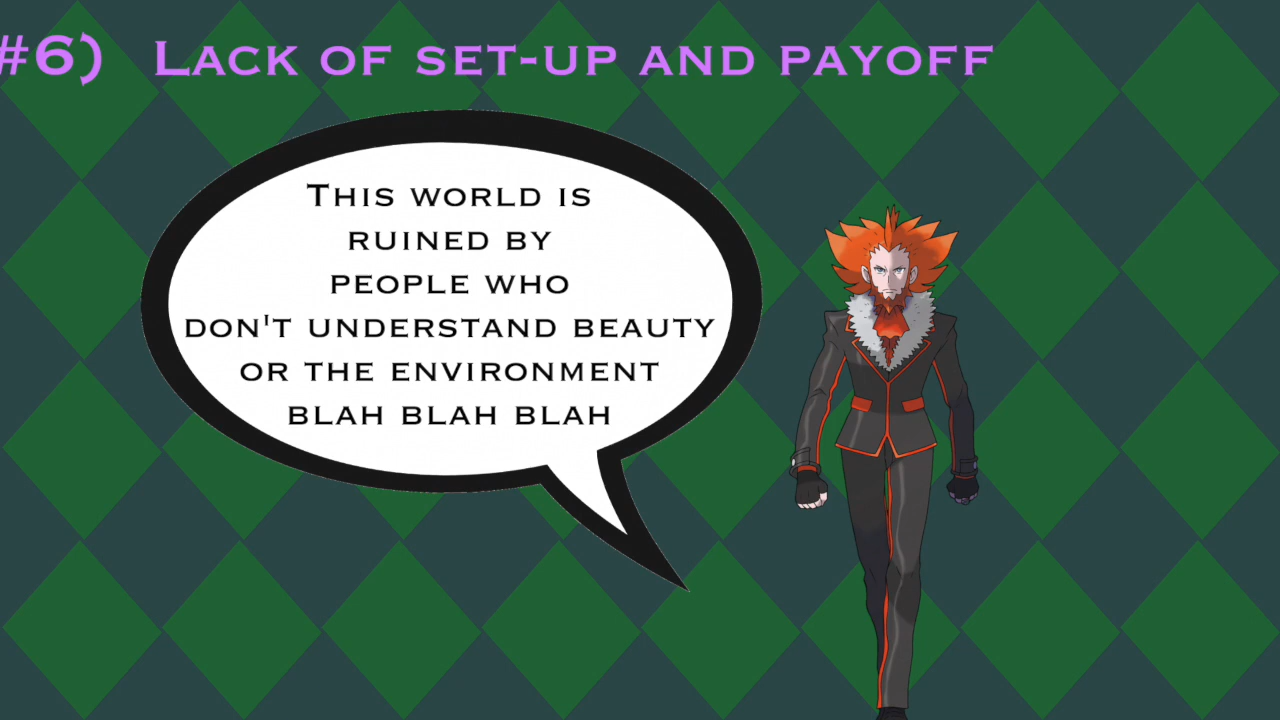 #6) Lack of set-up and payoff
This world is
ruined by
people who
don't understand beauty
or the environment
blah blah blah